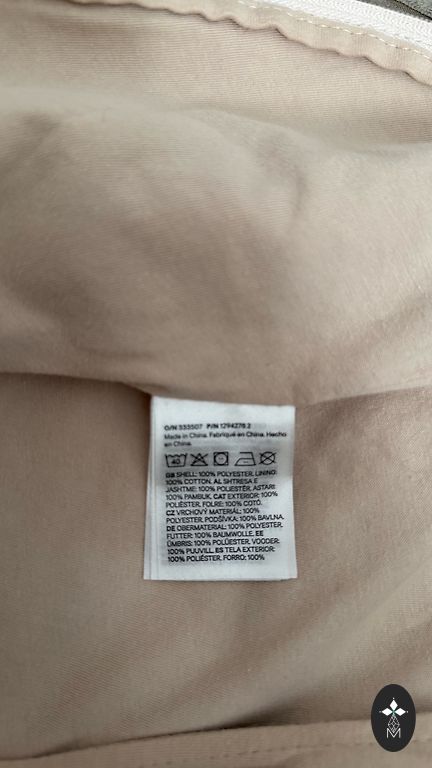 O/N 333507 P/N 1294276 2
Made in China. Fabriqué en Chine. Hecho
en China.
40
GB SHELL: 100% POLYESTER, LINING:
100% COTTON. AL SHTRESA E
JASHTME: 100% POLIESTËR, ASTARI:
100% PAMBUK. CAT EXTERIOR: 100%
POLIÈSTER, FOLRE: 100% COTÓ.
CZ VRCHOVÝ MATERIÁL: 100%
POLYESTER, PODŠÍVKA: 100% BAVLNA.
DE OBERMATERIAL: 100% POLYESTER,
FUTTER: 100% BAUMWOLLE. EE
ÜMBRIS: 100% POLÜESTER, VOODER:
100% PUUVILL. ES TELA EXTERIOR:
100% POLIÉSTER, FORRO: 100%
M